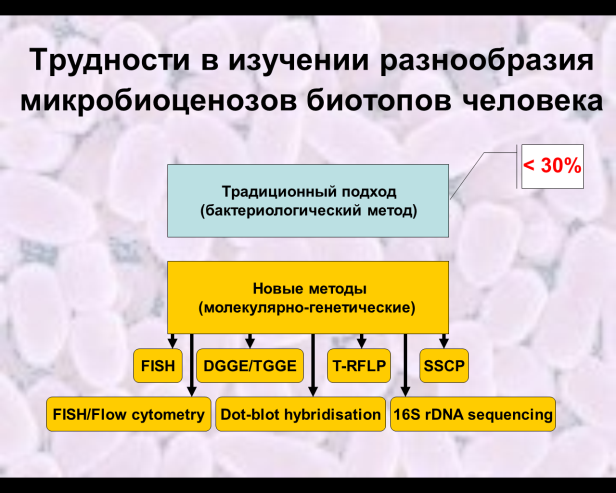 Трудности в изучении разнообразия
микробиоценозов биотопов человека
< 30%
Традиционный подход
(бактериологический метод)
Новые методы
(молекулярно-генетические)
FISH
DGGE/TGGE
T-RFLP
SSCP
FISH/Flow cytometry
Dot-blot hybridisation
16S rDNA sequencing